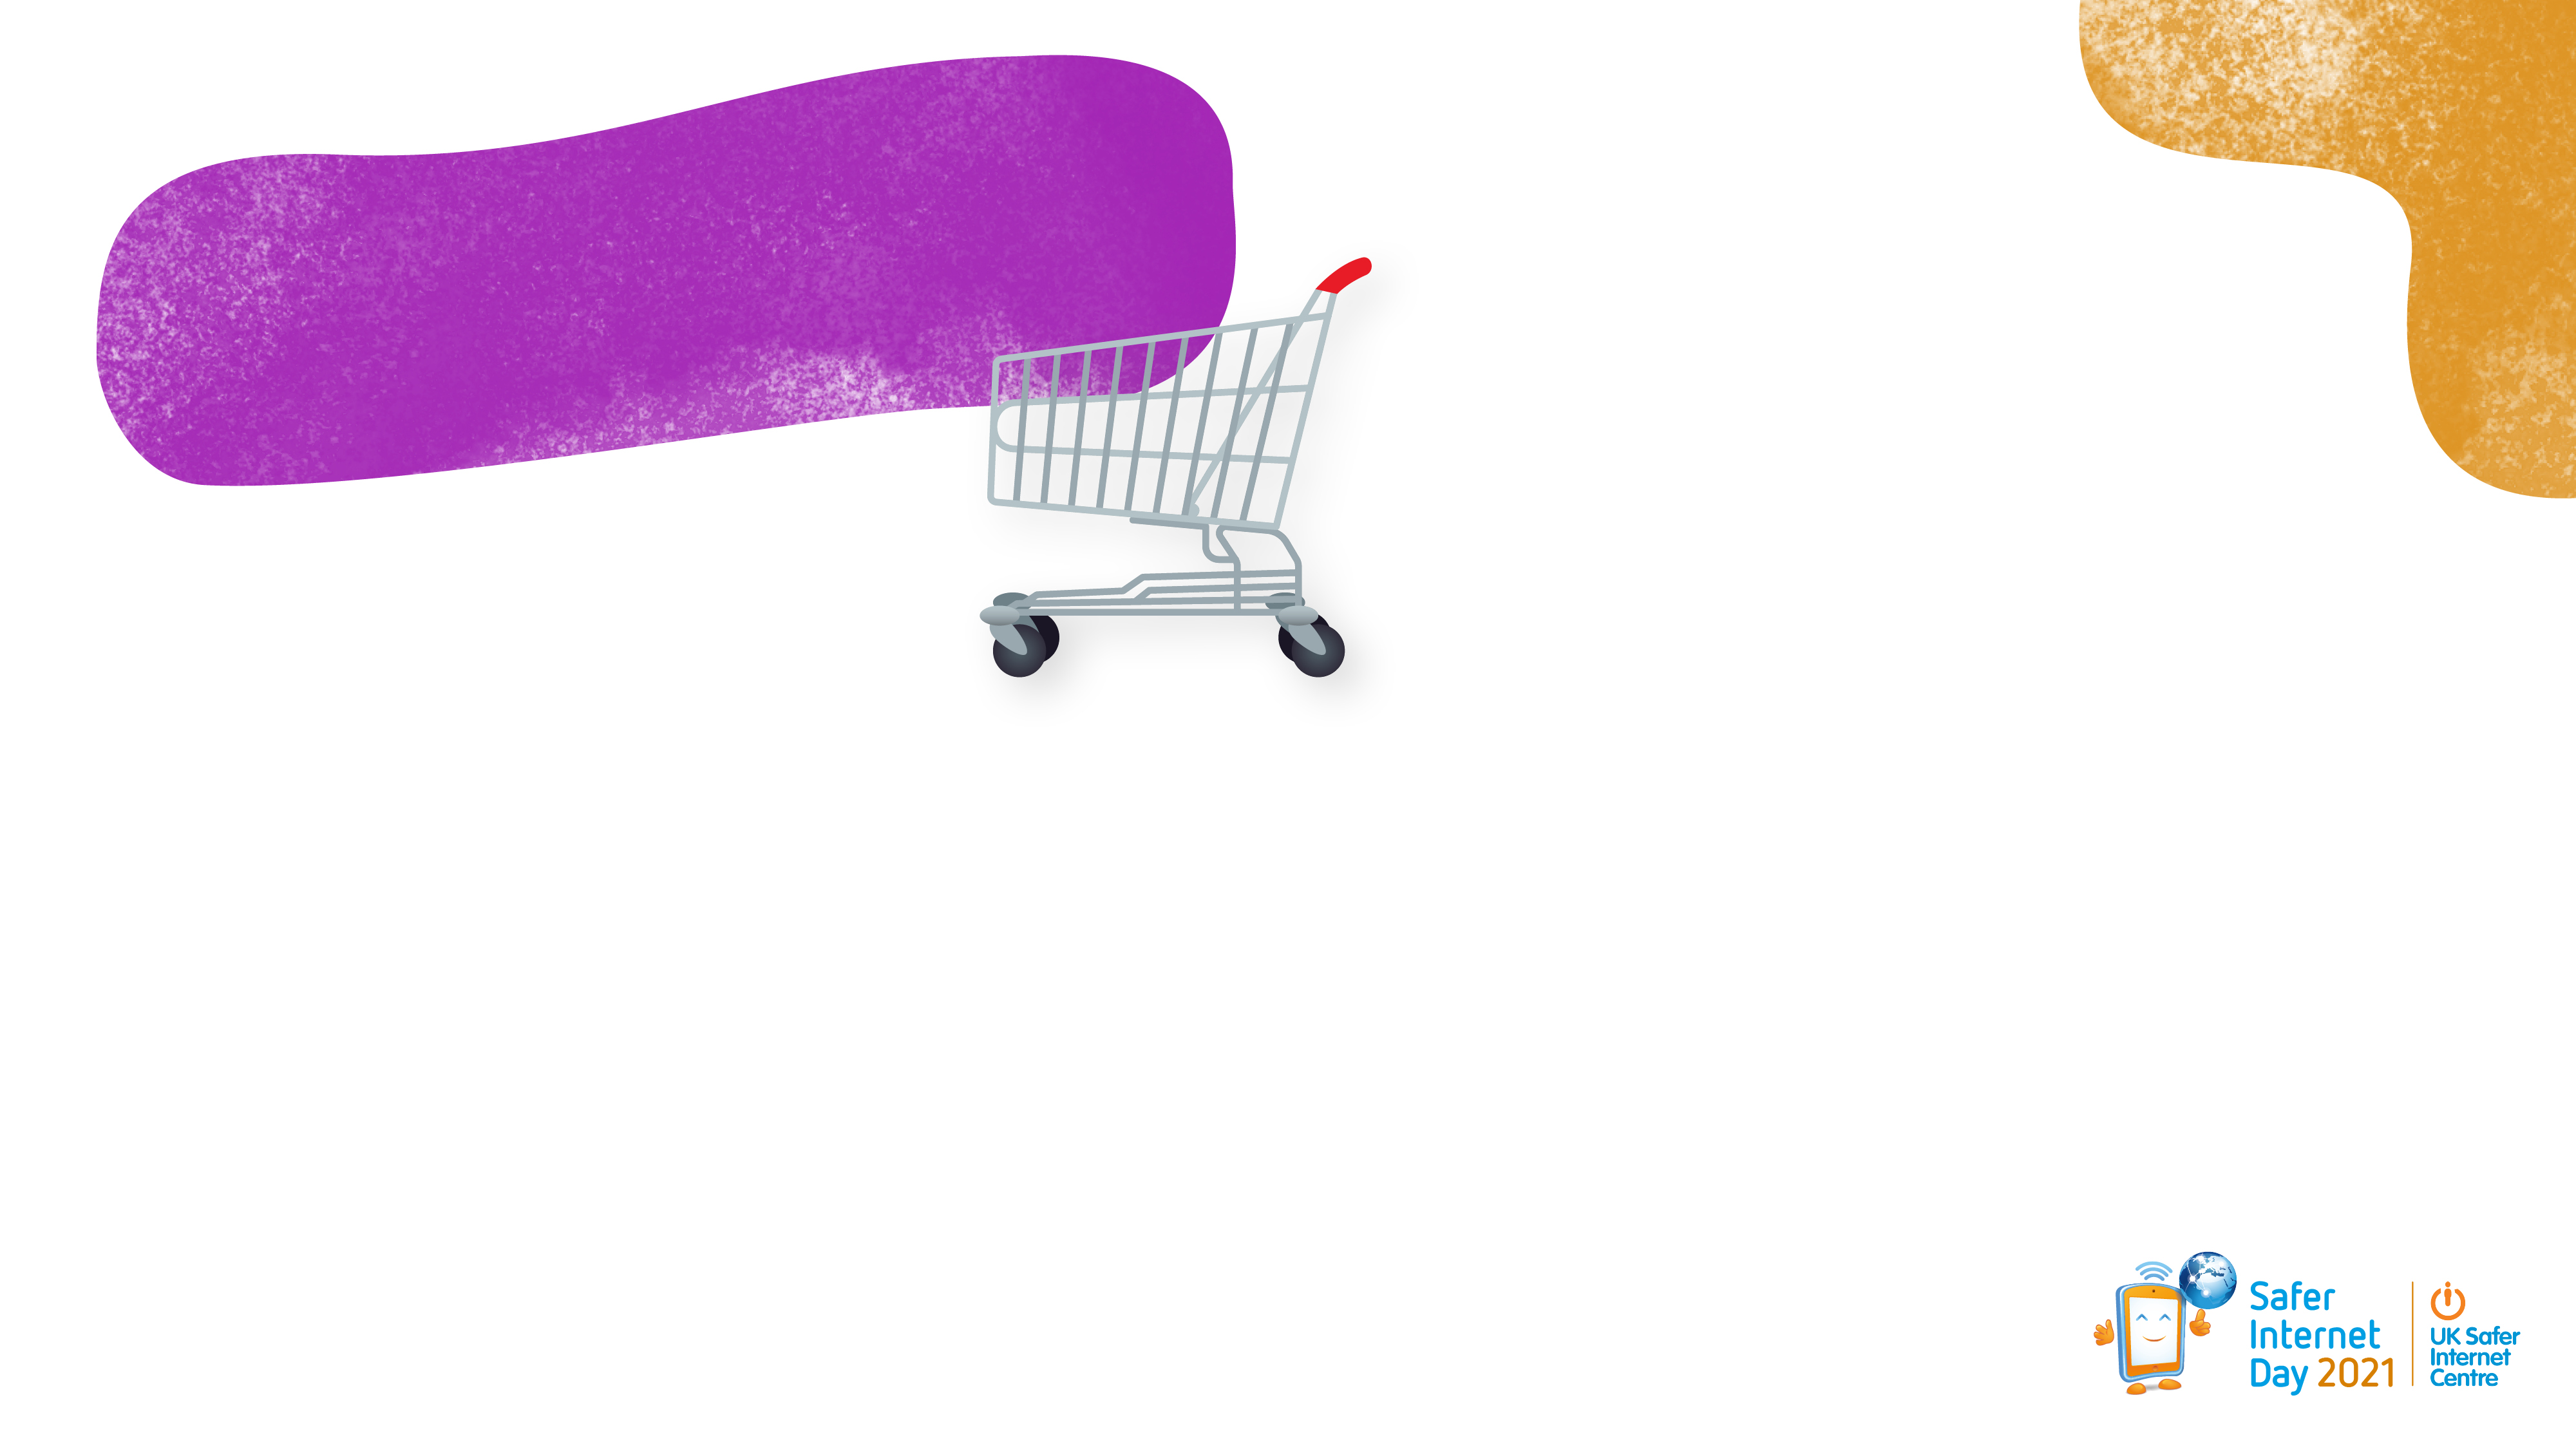 Safer
Internet
Day 2021
UK Safer
Internet
Centre